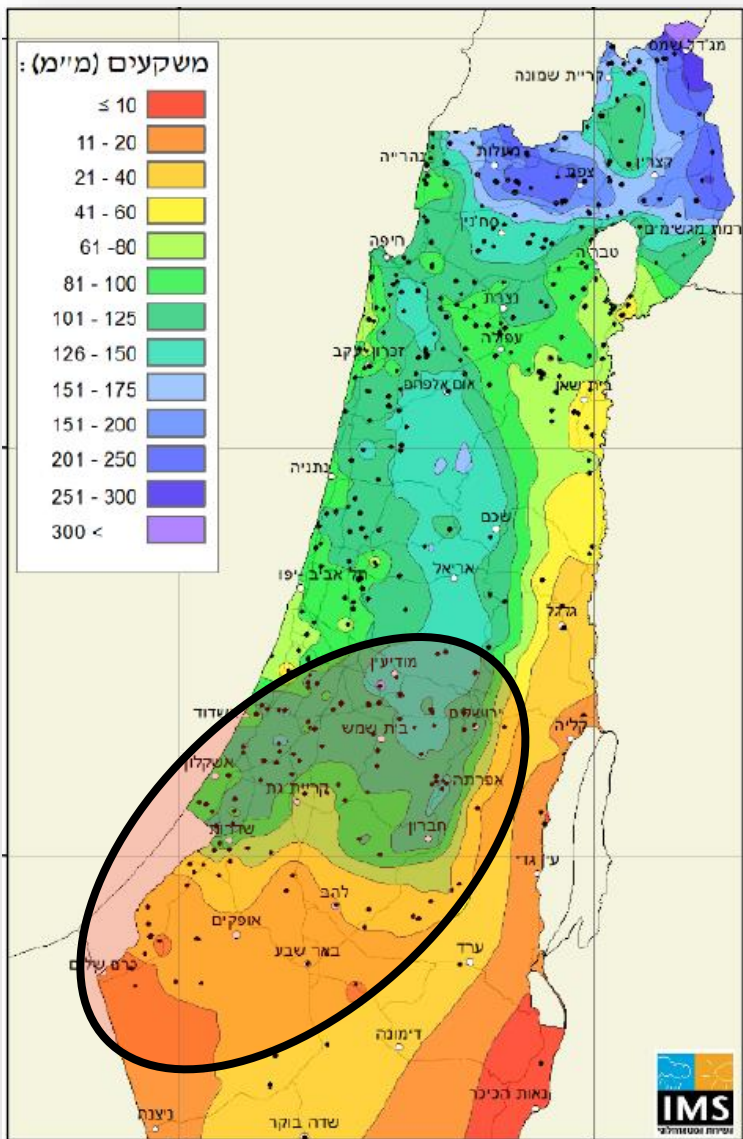 משקעים (מ״מ):
≤ 10
11 - 20
21 - 40
41 - 60
61 -80
81 - 100
101 - 125
126 - 150
151 - 175
151 - 200
201 - 250
251 - 300
300 <
מג'דל שמס
קריית שמונה
נהרייה
מעלות
צפת
קצרין
סח'נין
רמת מגשימים
חיפה
טבריה
נצרת
עפולה
זכרון יעקב
אום אל פחם
בית שאן
נתניה
שכם
תל אביב - יפו
אריאל
גלגל
מודיעין
אשדוד
ירושלים
קליה
בית שמש
אשקלון
אפרתה
קריית גת
שדרות
חברון
עין גדי
להב
אופקים
באר שבע
ערד
כרם שלום
דימונה
נאות הכיכר
ניצנה
שדה בוקר
IMS